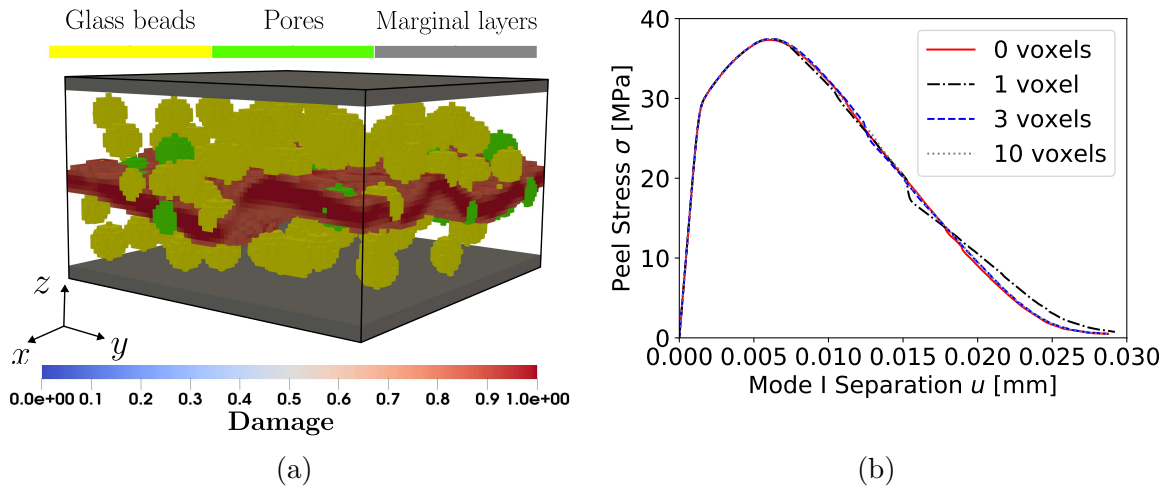 Glass beads Pores Marginal layers
z
x y
0.0e+00 0.1 0.2 0.3 0.4 0.5 0.6 0.7 0.8 0.9 1.0e+00
Damage
(a)
40
30
20
10
0
Peel Stress σ [MPa]
0 voxels
1 voxel
3 voxels
10 voxels
0.000 0.005 0.010 0.015 0.020 0.025 0.030
Mode I Separation u [mm]
(b)